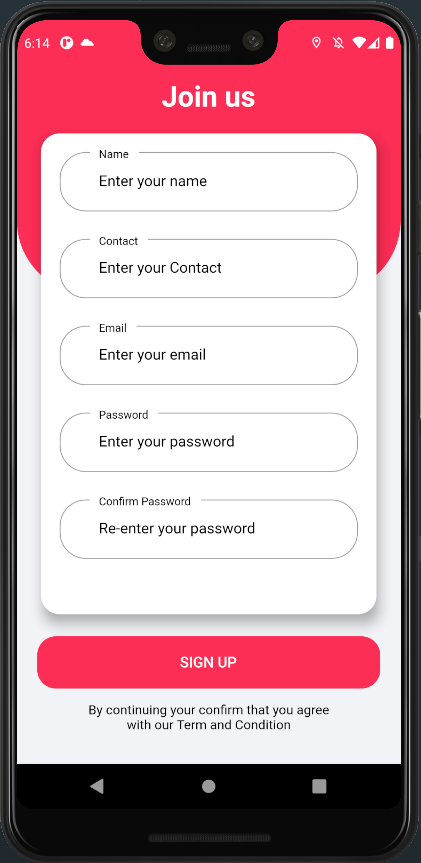 6:14
Join us
Name
Enter your name
Contact
Enter your Contact
Email
Enter your email
Password
Enter your password
Confirm Password
Re-enter your password
SIGN UP
By continuing your confirm that you agree
with our Term and Condition